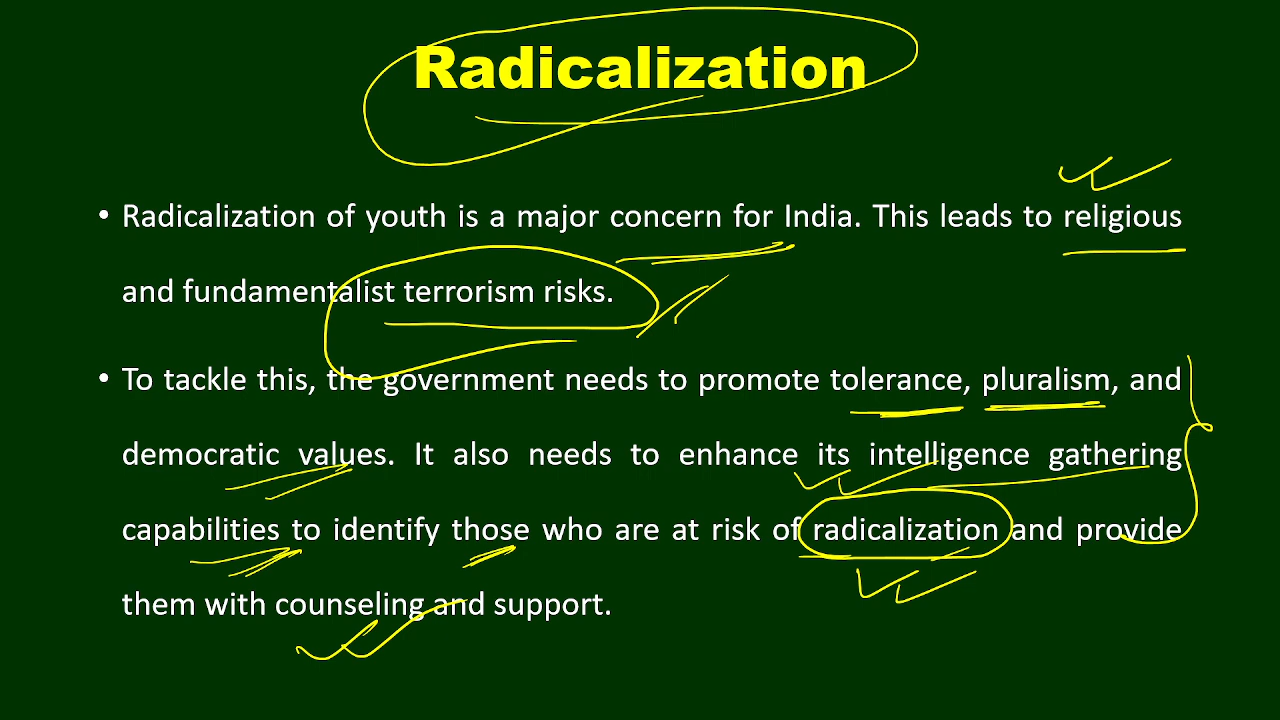 Radicalization
• Radicalization of youth is a major concern for India. This leads to religious
and fundamentalist terrorism risks.
• To tackle this, the government needs to promote tolerance, pluralism, and
democratic values. It also needs to enhance its intelligence gathering
capabilities to identify those who are at risk of radicalization and provide
them with counseling and support.